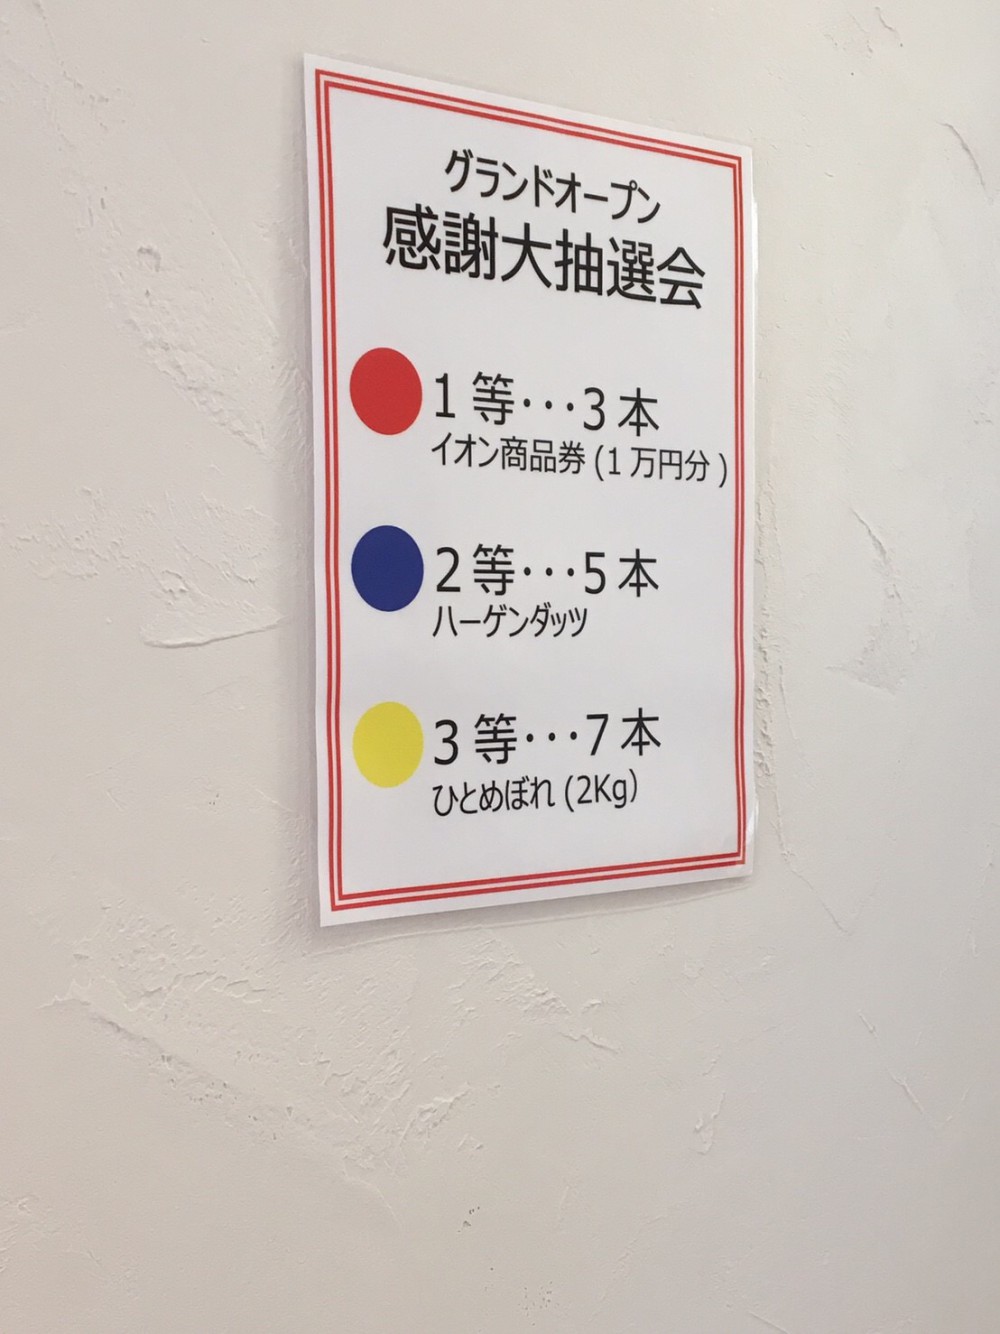 グランドオープン
感謝大抽選会
1等･･･3本
イオン商品券(1万円分)
2等･･･5本
ハーゲンダッツ
3等･･･7本
ひとめぼれ(2Kg)